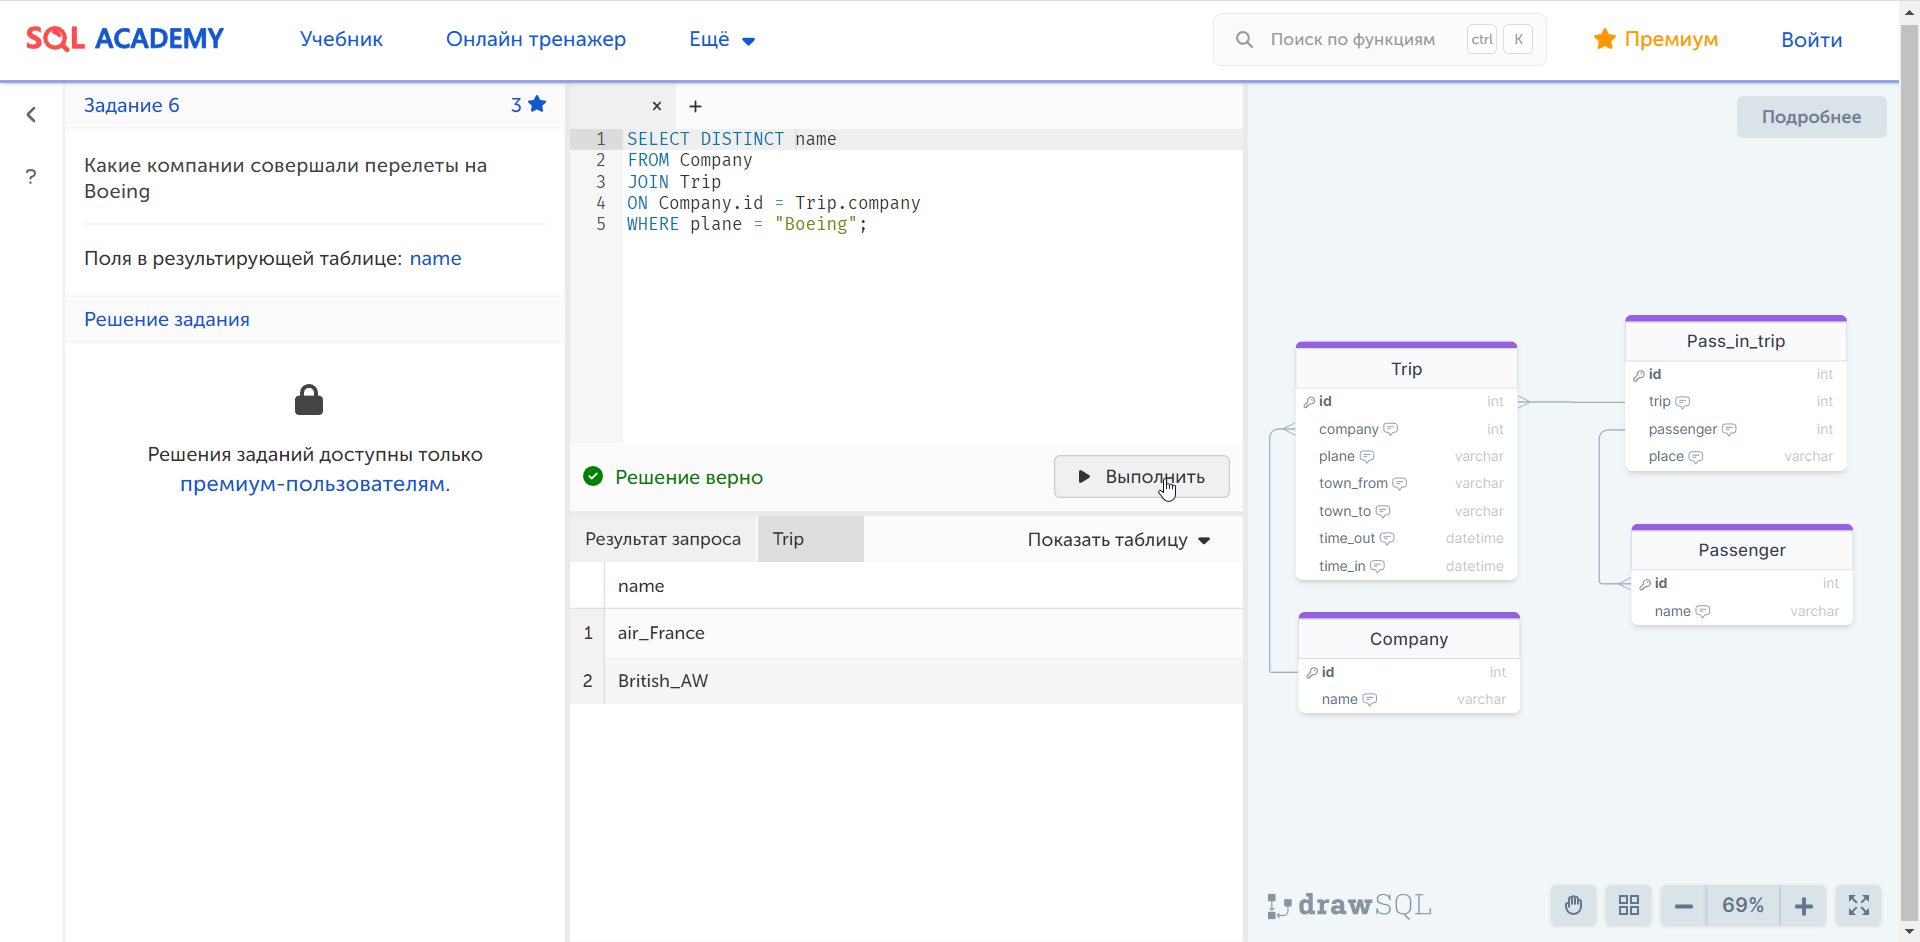 SQL ACADEMY
Учебник
Онлайн тренажер
Ещё
Поиск по функциям
ctrl
K
Премиум
Войти
Задание 6
3
Какие компании совершали перелеты на
Boeing
Поля в результирующей таблице: name
Решение задания
Решения заданий доступны только
премиум-пользователям.
?
×
+
1 SELECT DISTINCT name
2 FROM Company
3 JOIN Trip
4 ON Company.id = Trip.company
5 WHERE plane = "Boeing";
Решение верно
Выполнить
Результат запроса
Trip
Показать таблицу
name
1 air_France
2 British_AW
Подробнее
Trip
id int
company int
plane varchar
town_from varchar
town_to varchar
time_out datetime
time_in datetime
Company
id int
name varchar
Pass_in_trip
id int
trip int
passenger int
place varchar
Passenger
id int
name varchar
drawSQL
69%